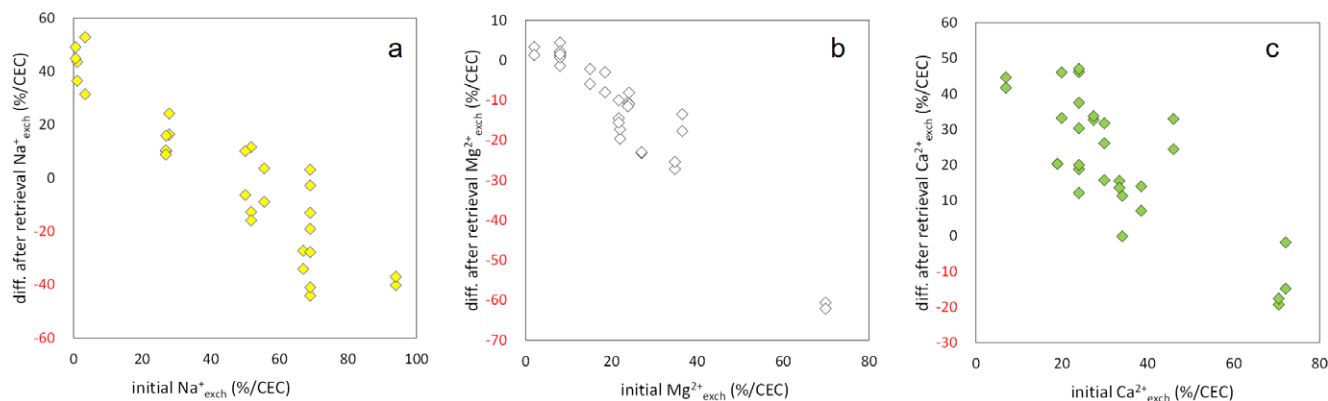 a
60
40
20
0
-20
-40
-60
0 20 40 60 80 100
diff. after retrieval Na⁺exch (%/CEC)
initial Na⁺exch (%/CEC)
b
20
10
0
-10
-20
-30
-40
-50
-60
-70
0 20 40 60 80
diff. after retrieval Mg²⁺exch (%/CEC)
initial Mg²⁺exch (%/CEC)
c
60
50
40
30
20
10
0
-10
-20
-30
0 20 40 60 80
diff. after retrieval Ca²⁺exch (%/CEC)
initial Ca²⁺exch (%/CEC)